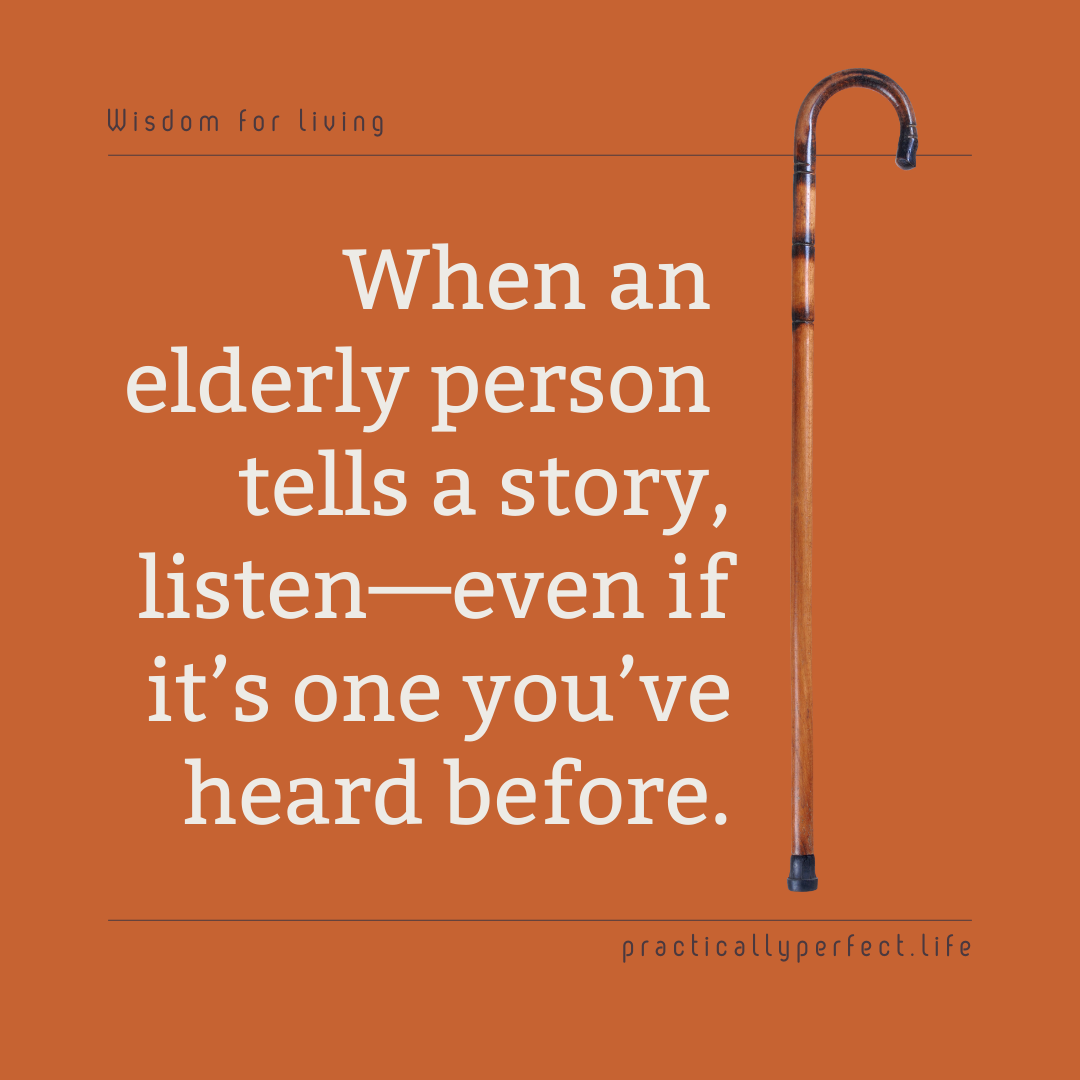 Wisdom for living
When an
elderly person
tells a story,
listen—even if
it’s one you’ve
heard before.
practicallyperfect.life